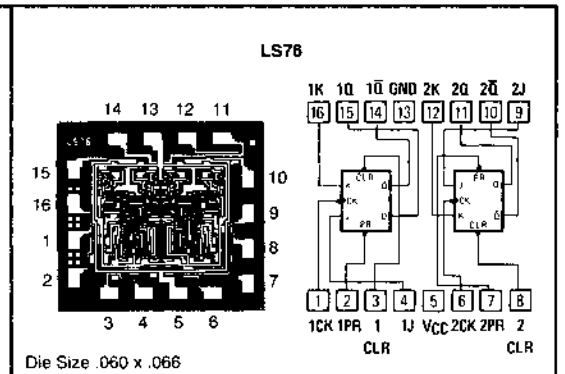 LS76
14 13 12 11
LS76
15
16
1
2
10
9
8
7
3 4 5 6
Die Size .060 x .066
1K 1Q 1Q̅ GND 2K 2Q 2Q̅ 2J
16 15 14 13 12 11 10 9
CLR
K Q̅
CK
J Q
PR
PR
J Q
CK
K Q̅
CLR
1 2 3 4 5 6 7 8
1CK 1PR 1 1J VCC 2CK 2PR 2
CLR CLR